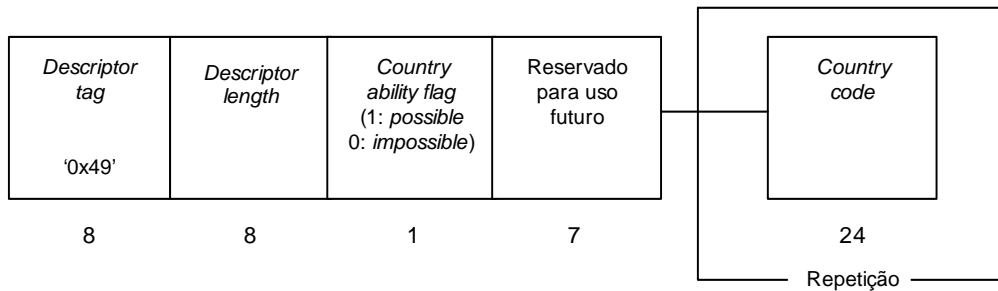 Descriptor
tag
‘0x49’
Descriptor
length
Country
ability flag
(1: possible
0: impossible)
Reservado
para uso
futuro
Country
code
8
8
1
7
24
Repetição